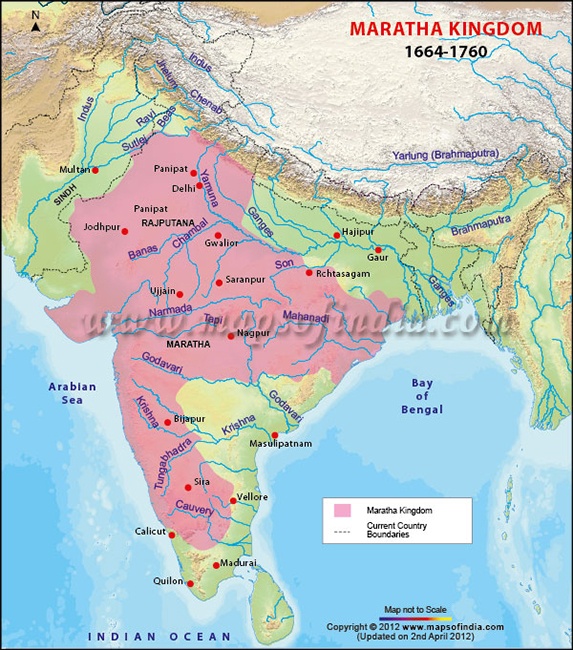 N
MARATHA KINGDOM
1664-1760
Indus
Jhelum
Chenab
Indus
Ravi
Beas
Sutlej
Multan
SINDH
Yarlung (Brahmaputra)
Panipat
Delhi
Yamuna
Panipat
RAJPUTANA
Jodhpur
Ganges
Chambal
Banas
Gwalior
Hajipur
Gaur
Brahmaputra
Son
Rchtasagam
Saranpur
Ujjain
Ganges
Narmada
Tapi
Mahanadi
www.mapsofindia.com
MARATHA
Nagpur
Godavari
Arabian
Sea
Bay
of
Bengal
Krishna
Bijapur
Krishna
Godavari
Masulipatnam
Tungabhadra
Sira
Vellore
Cauvery
Maratha Kingdom
Current Country
Boundaries
Calicut
Madurai
Quilon
Map not to Scale
Copyright © 2012 www.mapsofindia.com
(Updated on 2nd April 2012)
INDIAN OCEAN